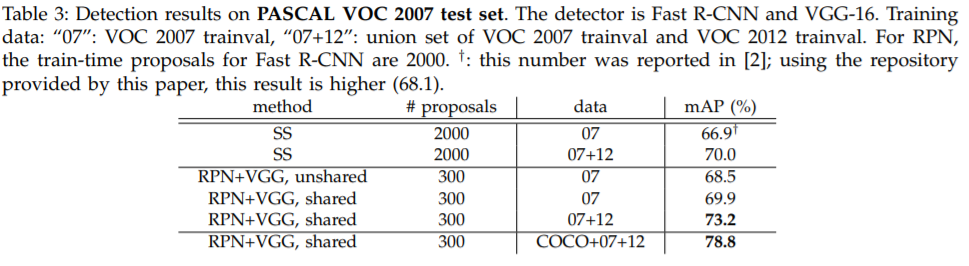 Table 3: Detection results on PASCAL VOC 2007 test set. The detector is Fast R-CNN and VGG-16. Training
data: “07”: VOC 2007 trainval, “07+12”: union set of VOC 2007 trainval and VOC 2012 trainval. For RPN,
the train-time proposals for Fast R-CNN are 2000. †: this number was reported in [2]; using the repository
provided by this paper, this result is higher (68.1).
method # proposals data mAP (%)
SS 2000 07 66.9†
SS 2000 07+12 70.0
RPN+VGG, unshared 300 07 68.5
RPN+VGG, shared 300 07 69.9
RPN+VGG, shared 300 07+12 73.2
RPN+VGG, shared 300 COCO+07+12 78.8